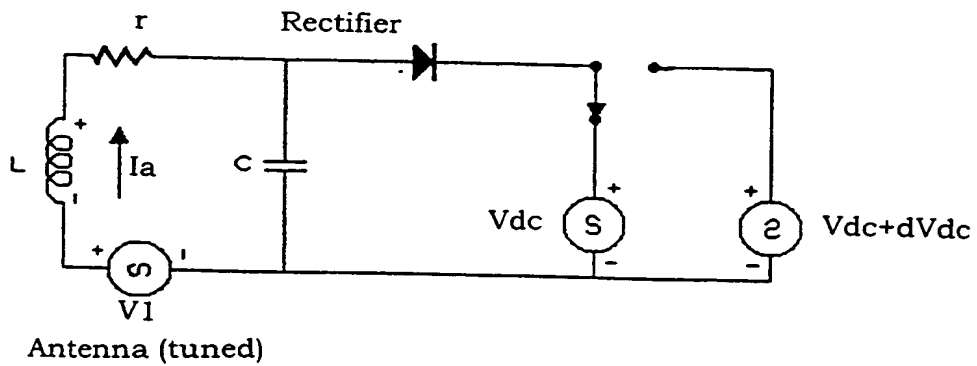 r
Rectifier
+
L
Ia
-
C
+
Vdc
S
-
+
S
Vdc+dVdc
-
+
S
-
V1
Antenna (tuned)